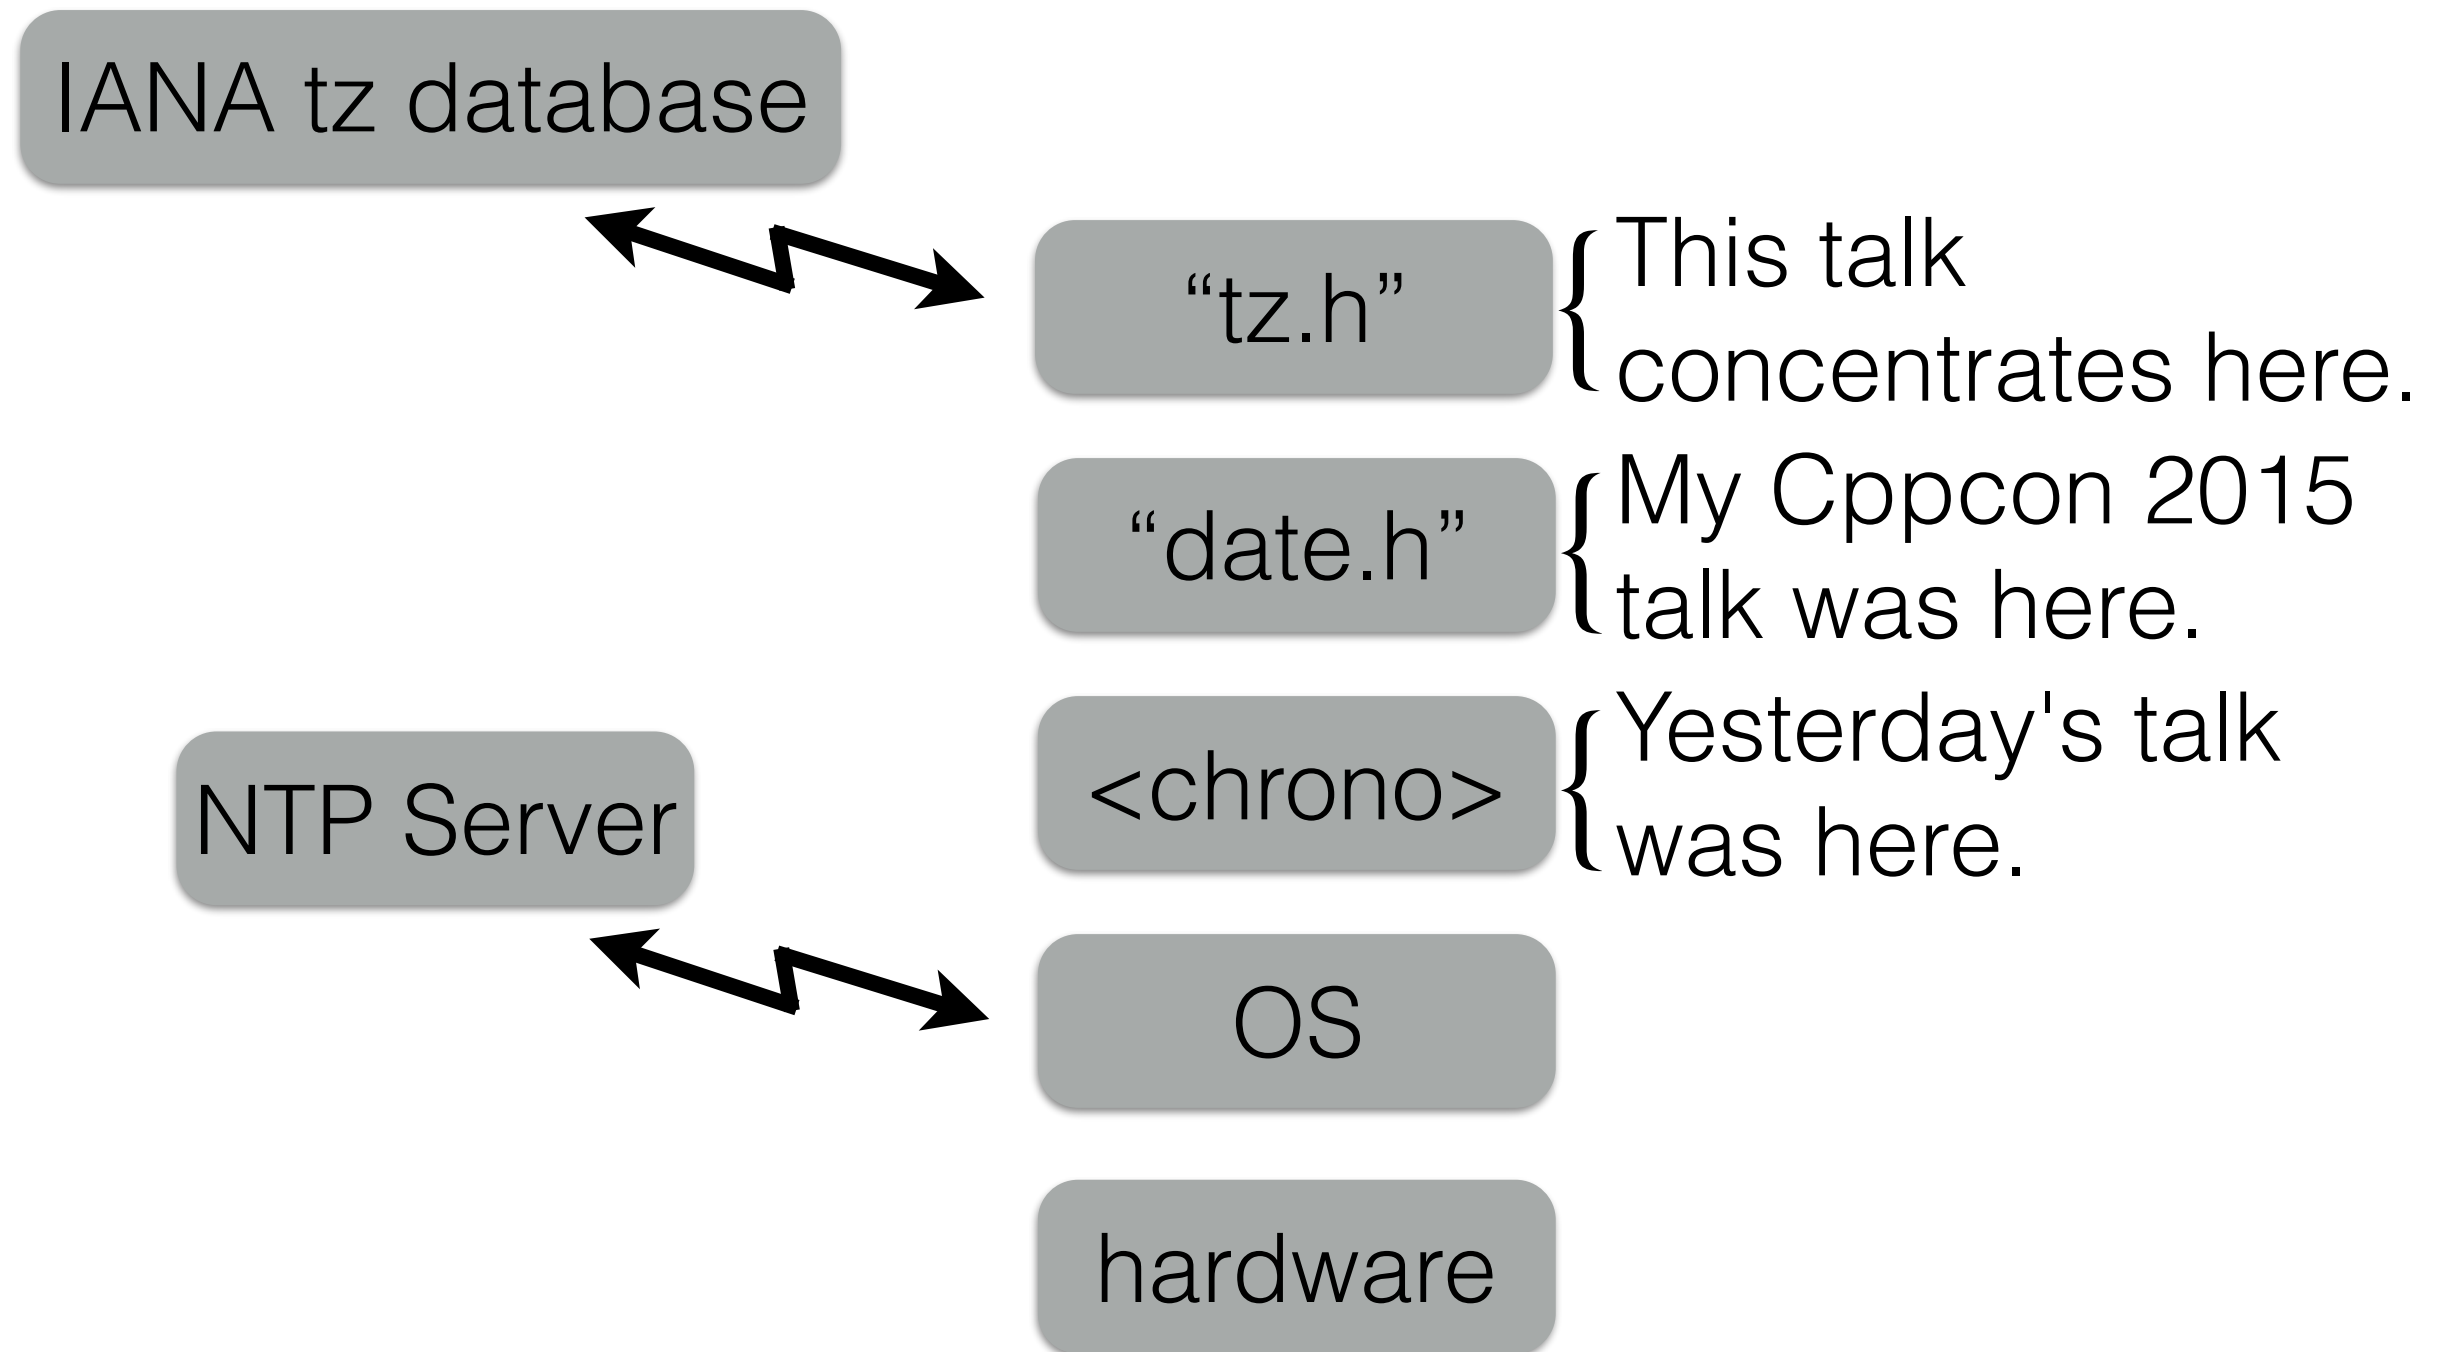 IANA tz database
“tz.h”
This talk
concentrates here.
“date.h”
My Cppcon 2015
talk was here.
<chrono>
Yesterday's talk
was here.
NTP Server
OS
hardware